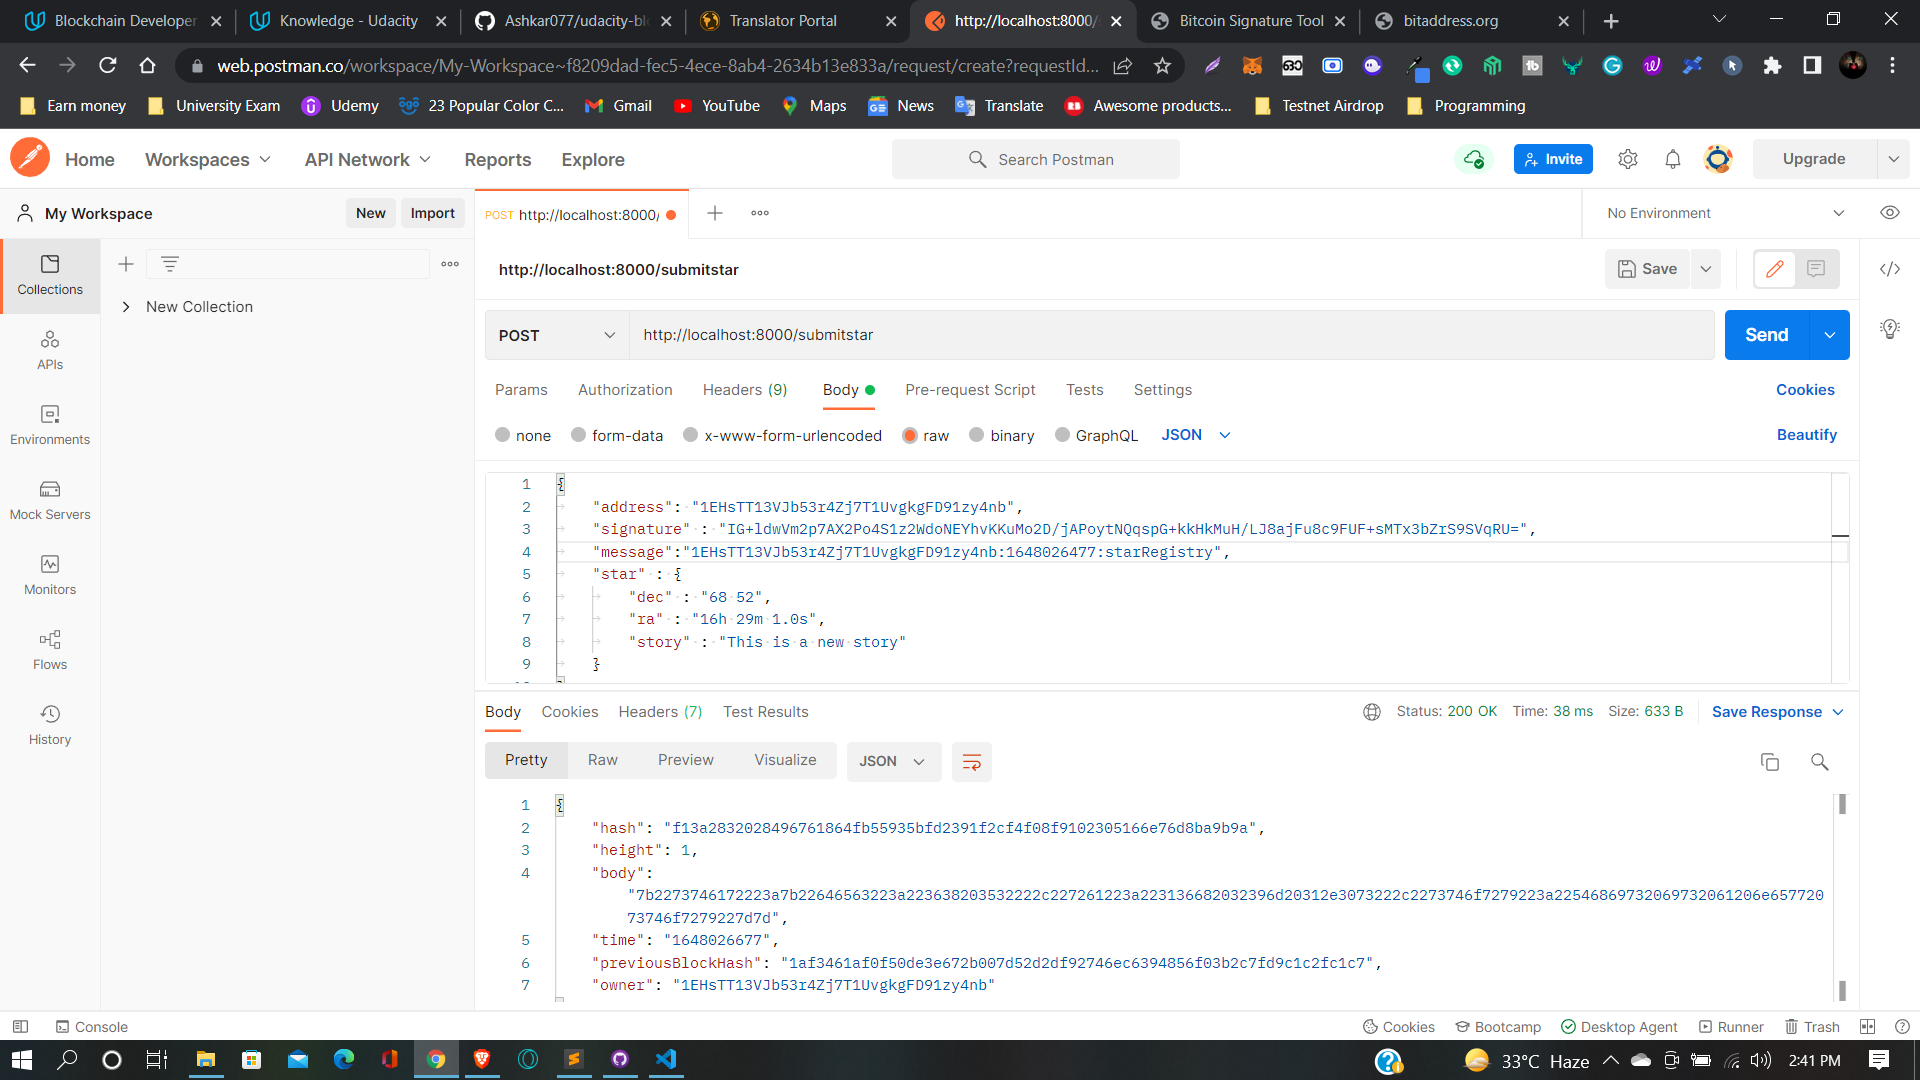 Blockchain Developer
Knowledge - Udacity
Ashkar077/udacity-blo
Translator Portal
http://localhost:8000/s
Bitcoin Signature Tool
bitaddress.org
web.postman.co/workspace/My-Workspace~f8209dad-fec5-4ece-8ab4-2634b13e833a/request/create?requestId...
Earn money
University Exam
Udemy
23 Popular Color C...
Gmail
YouTube
Maps
News
Translate
Awesome products...
Testnet Airdrop
Programming
Home
Workspaces
API Network
Reports
Explore
Search Postman
Invite
Upgrade
My Workspace
New
Import
POST http://localhost:8000/
No Environment
Collections
New Collection
APIs
Environments
Mock Servers
Monitors
Flows
History
http://localhost:8000/submitstar
Save
POST
http://localhost:8000/submitstar
Send
Params
Authorization
Headers (9)
Body
Pre-request Script
Tests
Settings
Cookies
none
form-data
x-www-form-urlencoded
raw
binary
GraphQL
JSON
Beautify
1 {
2 "address": "1EHsTT13VJb53r4Zj7T1UvgkgFD91zy4nb",
3 "signature" : "IG+ldwVm2p7AX2Po4S1z2WdoNEYhvKKuMo2D/jAPoytNQqspG+kkHkMuH/LJ8ajFu8c9FUF+sMTx3bZrS9SVqRU=",
4 "message":"1EHsTT13VJb53r4Zj7T1UvgkgFD91zy4nb:1648026477:starRegistry",
5 "star" : {
6 "dec" : "68 52",
7 "ra" : "16h 29m 1.0s",
8 "story" : "This is a new story"
9 }
Body
Cookies
Headers (7)
Test Results
Status: 200 OK
Time: 38 ms
Size: 633 B
Save Response
Pretty
Raw
Preview
Visualize
JSON
1 {
2 "hash": "f13a2832028496761864fb55935bfd2391f2cf4f08f9102305166e76d8ba9b9a",
3 "height": 1,
4 "body":
"7b2273746172223a7b22646563223a223638203532222c227261223a223136682032396d20312e3073222c2273746f7279223a22546869732069732061206e65772073746f7279227d7d",
5 "time": "1648026677",
6 "previousBlockHash": "1af3461af0f50de3e672b007d52d2df92746ec6394856f03b2c7fd9c1c2fc1c7",
7 "owner": "1EHsTT13VJb53r4Zj7T1UvgkgFD91zy4nb"
Console
Cookies
Bootcamp
Desktop Agent
Runner
Trash
33°C Haze
2:41 PM